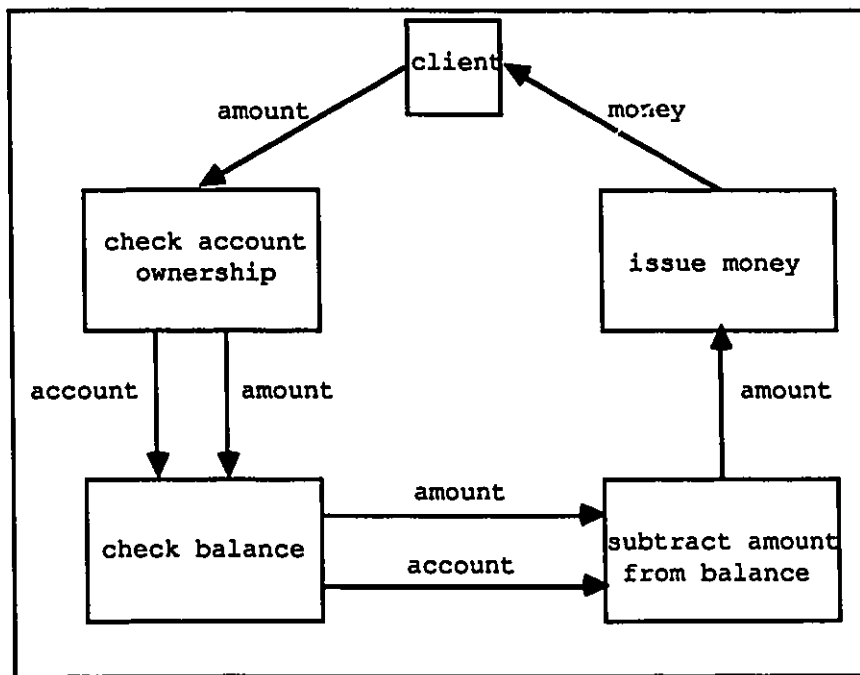 client
amount
money
check account
ownership
issue money
account
amount
amount
check balance
amount
account
subtract amount
from balance